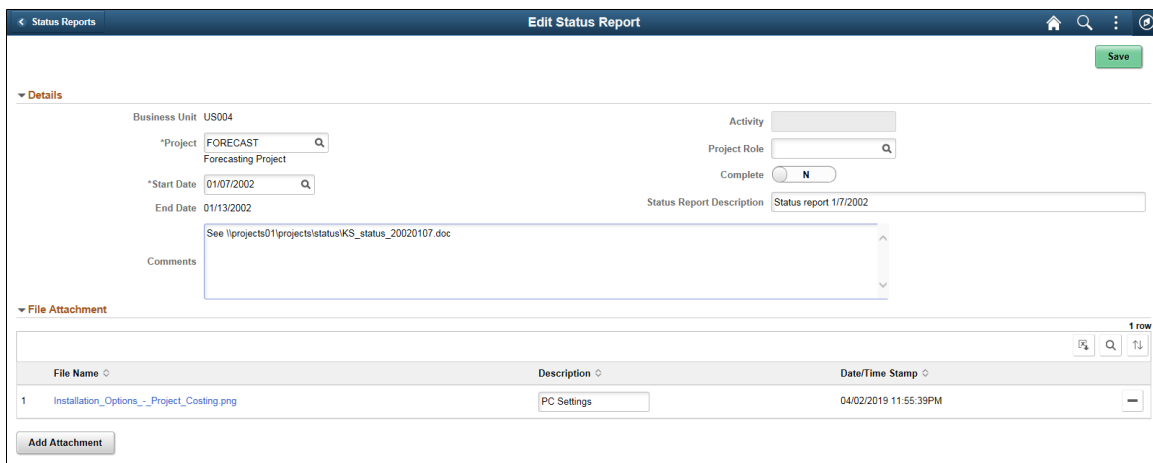 Status Reports
Edit Status Report
Save
Details
Business Unit US004
*Project FORECAST
Forecasting Project
*Start Date 01/07/2002
End Date 01/13/2002
Activity
Project Role
Complete N
Status Report Description Status report 1/7/2002
Comments See \\projects01\projects\status\KS_status_20020107.doc
File Attachment
1 row
File Name Description Date/Time Stamp
1 Installation_Options_-_Project_Costing.png PC Settings 04/02/2019 11:55:39PM
Add Attachment